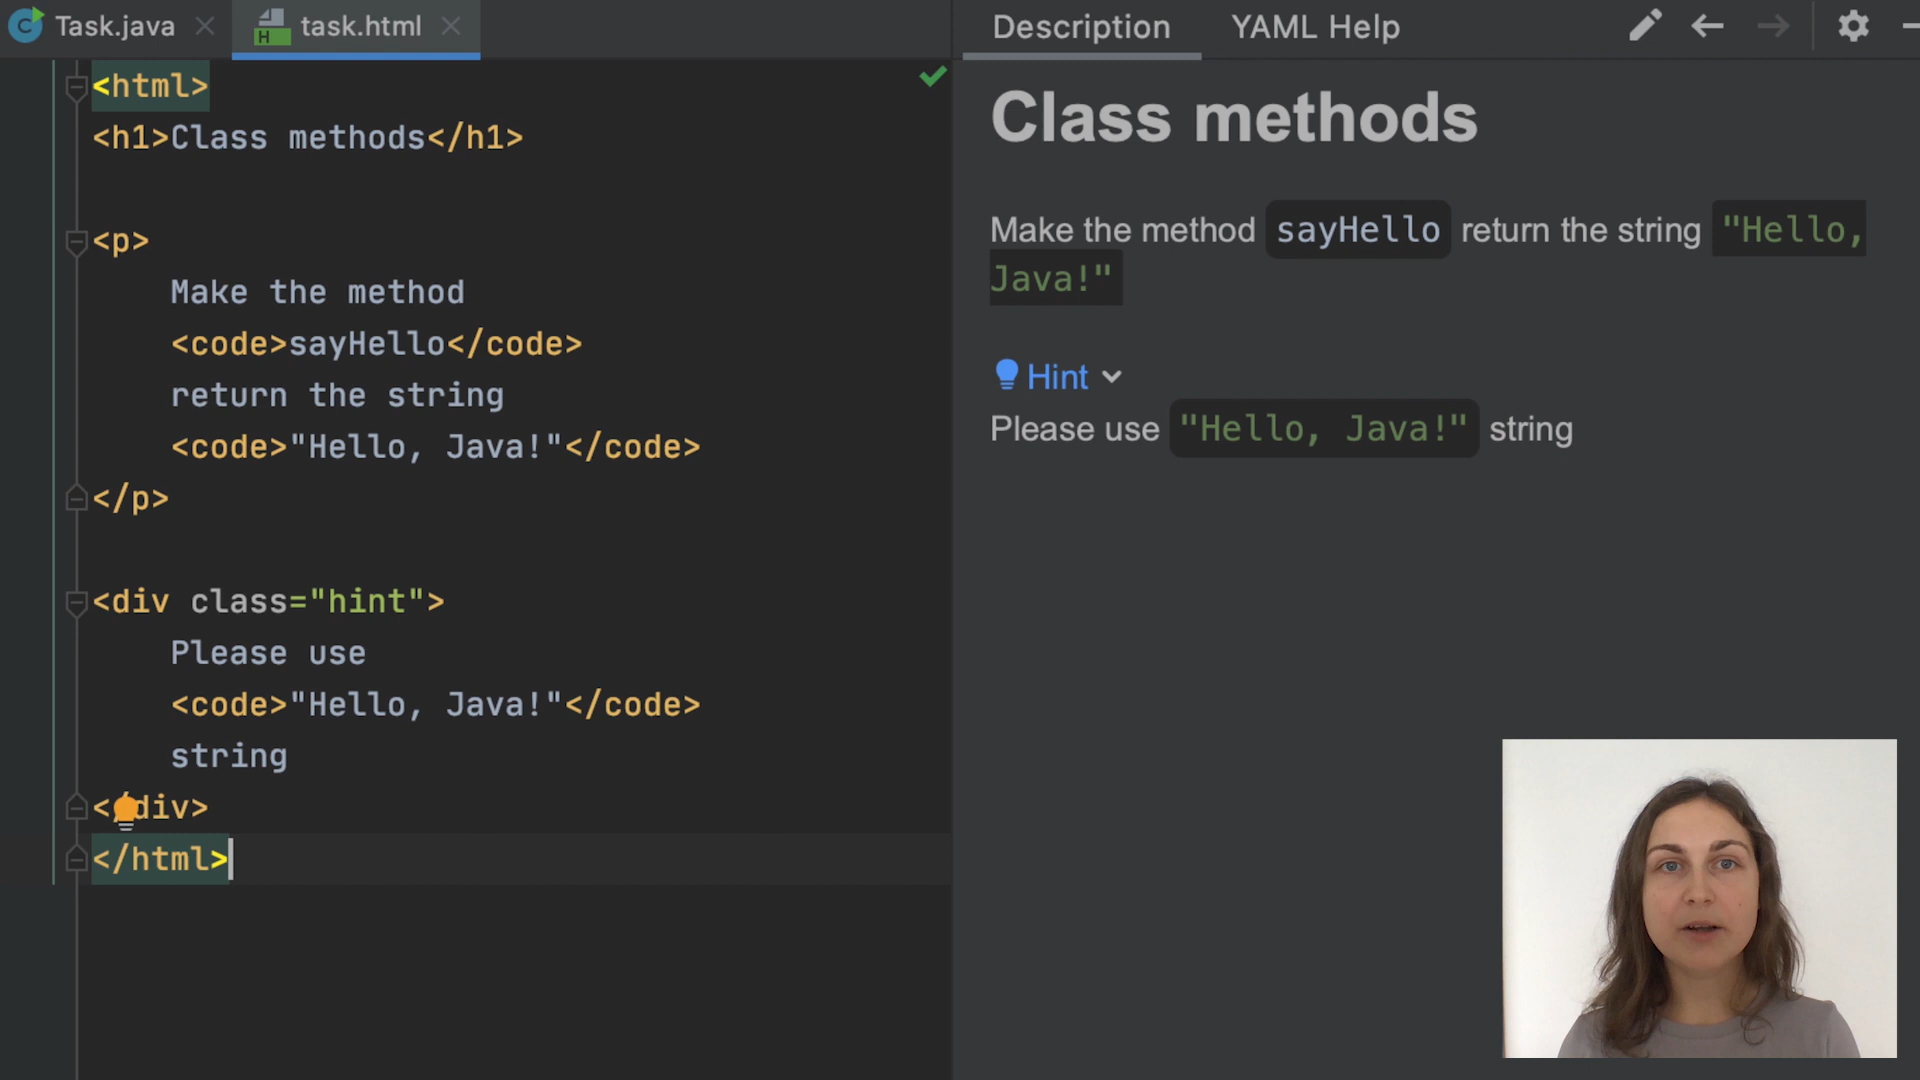 Task.java
task.html
<html>
<h1>Class methods</h1>
<p>
Make the method
<code>sayHello</code>
return the string
<code>"Hello, Java!"</code>
</p>
<div class="hint">
Please use
<code>"Hello, Java!"</code>
string
</div>
</html>
Description
YAML Help
Class methods
Make the method sayHello return the string "Hello,
Java!"
Hint
Please use "Hello, Java!" string